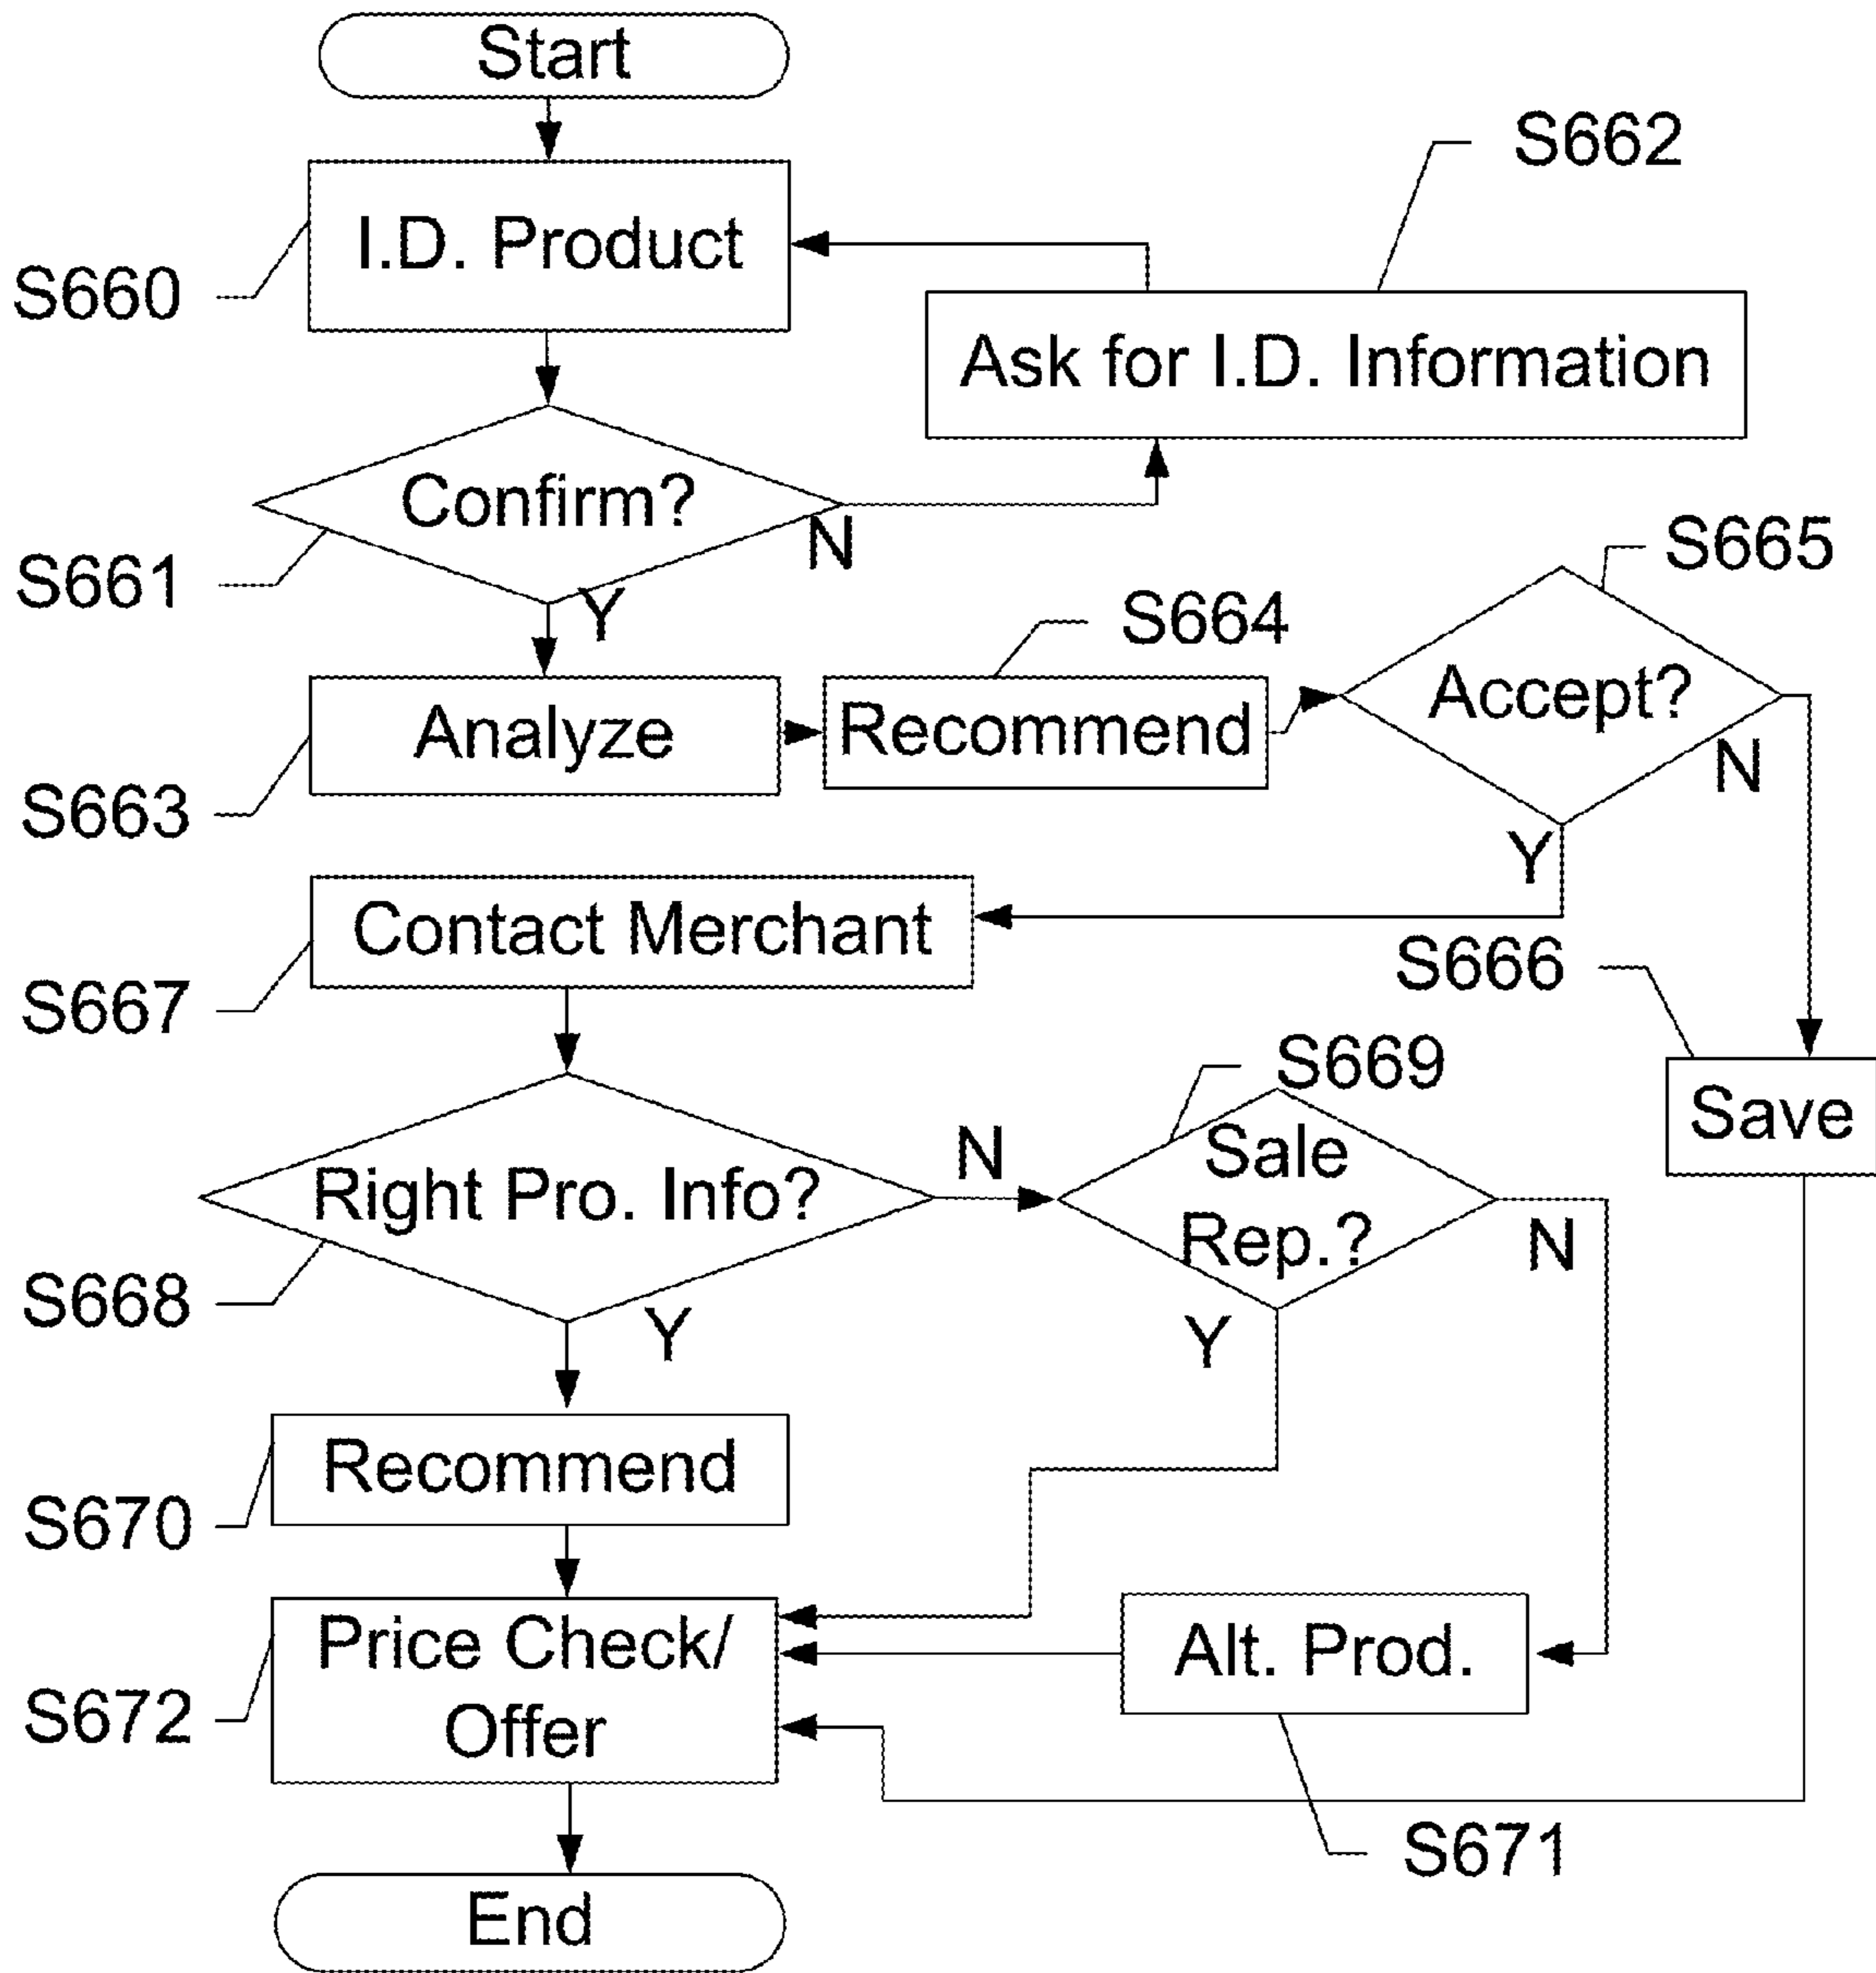 Start
S662
I.D. Product
S660
Ask for I.D. Information
Confirm?
N
S661
Y
S665
S664
Accept?
N
Analyze
Recommend
S663
Y
Contact Merchant
S667
S666
S669
Save
Right Pro. Info?
N
Sale
Rep.?
N
S668
Y
Y
Recommend
S670
Price Check/
Offer
Alt. Prod.
S672
S671
End